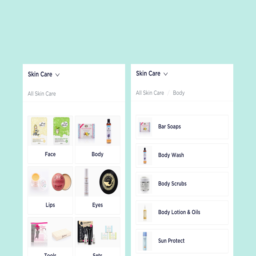 Skin Care
All Skin Care
Face
Body
Lips
Eyes
Tools
Sets
Skin Care
All Skin Care / Body
Bar Soaps
Body Wash
Body Scrubs
Body Lotion & Oils
Sun Protect